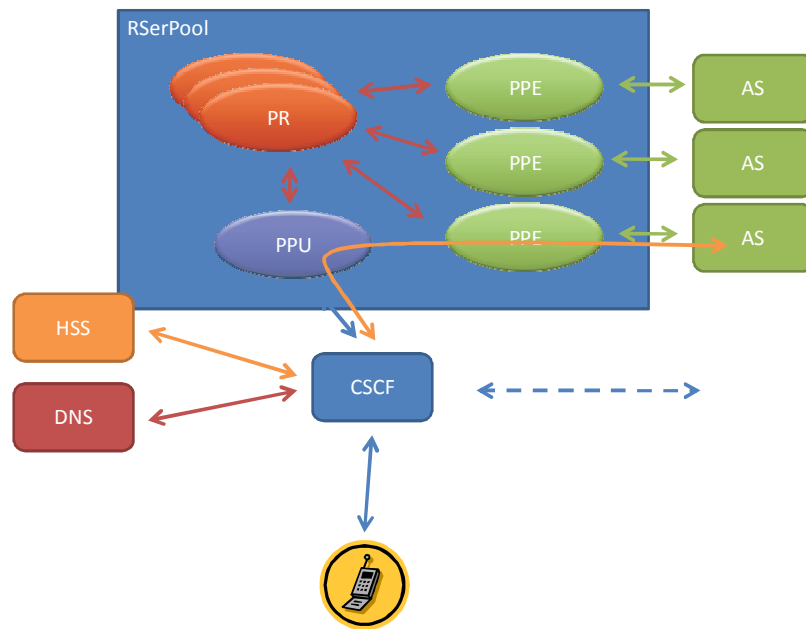 RSerPool
PPE
AS
PR
PPE
AS
PPU
PPE
AS
HSS
CSCF
DNS